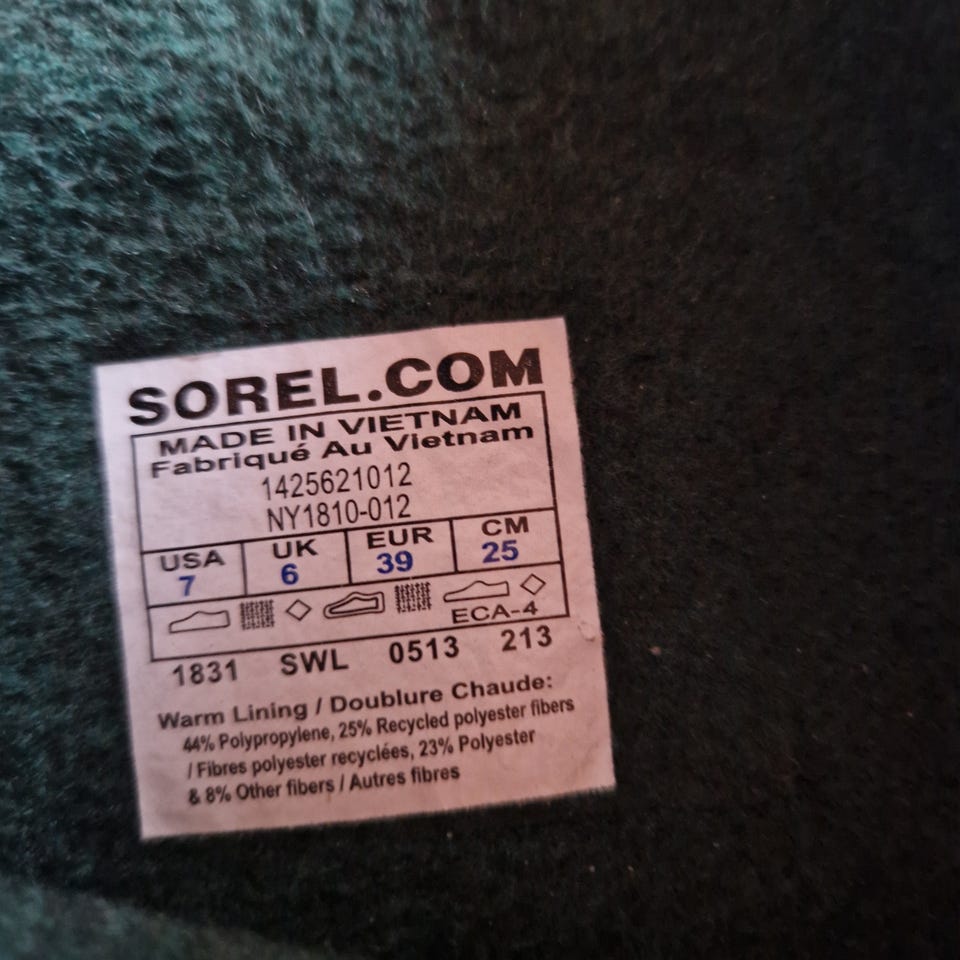 SOREL.COM
MADE IN VIETNAM
Fabriqué Au Vietnam
1425621012
NY1810-012
USA UK EUR CM
7 6 39 25
ECA-4
1831 SWL 0513 213
Warm Lining / Doublure Chaude:
44% Polypropylene, 25% Recycled polyester fibers
/ Fibres polyester recyclées, 23% Polyester
& 8% Other fibers / Autres fibres